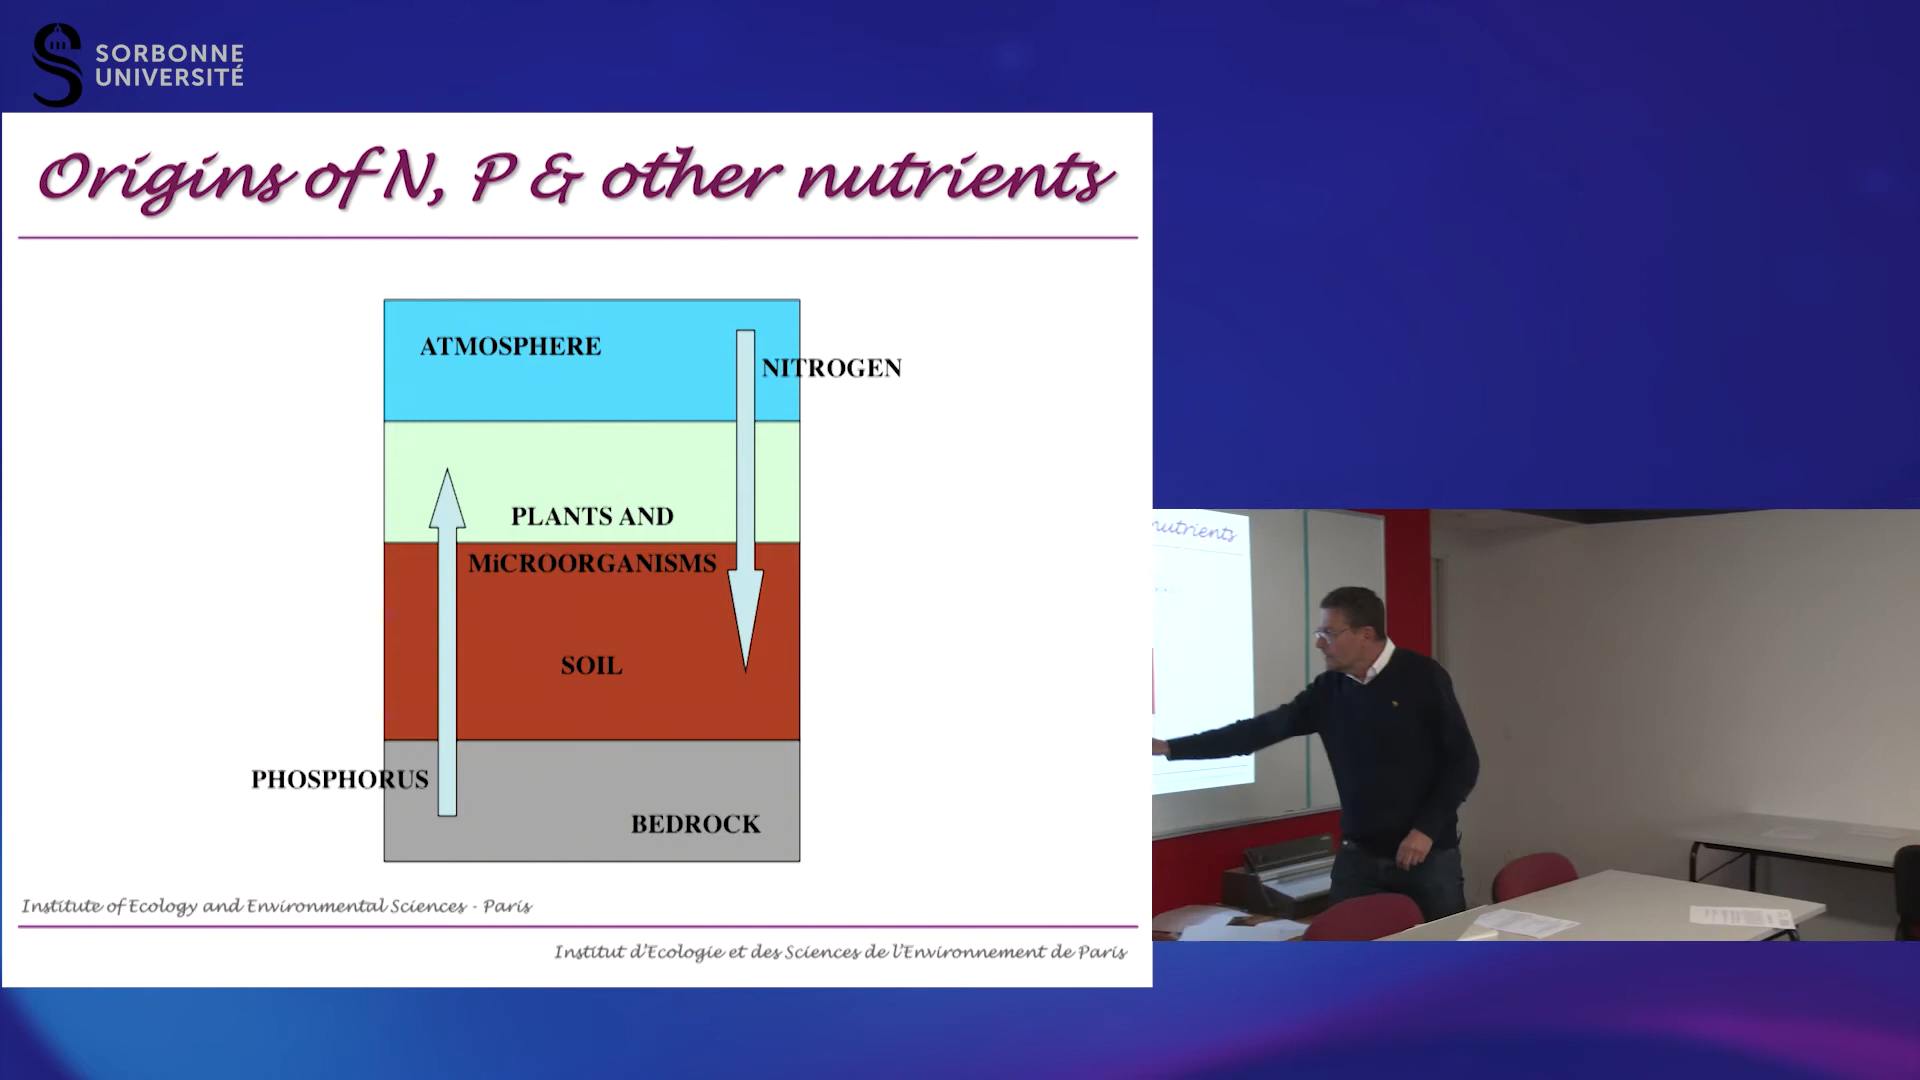 SORBONNE
UNIVERSITÉ
Origins of N, P & other nutrients
ATMOSPHERE
NITROGEN
PLANTS AND
MiCROORGANISMS
SOIL
PHOSPHORUS
BEDROCK
Institute of Ecology and Environmental Sciences - Paris
Institut d'Ecologie et des Sciences de l'Environnement de Paris
nutrients